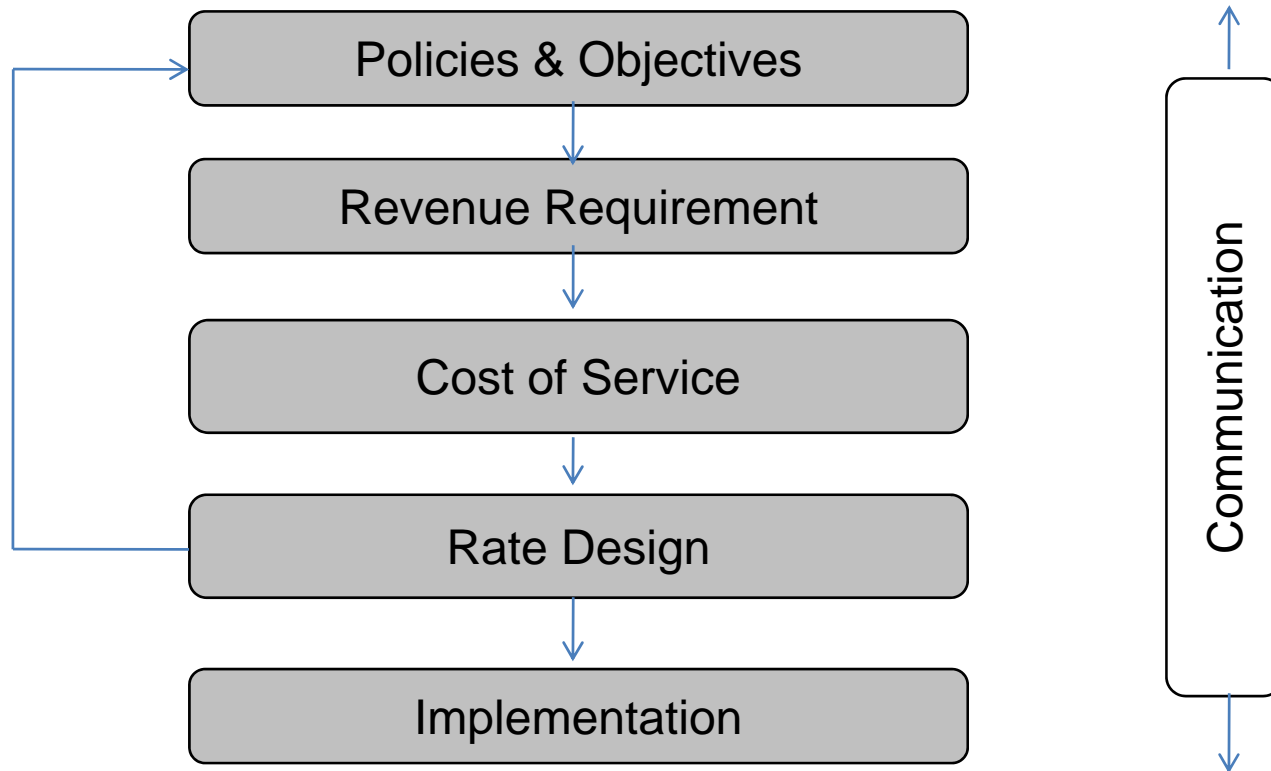 Policies & Objectives
Revenue Requirement
Cost of Service
Rate Design
Implementation
Communication